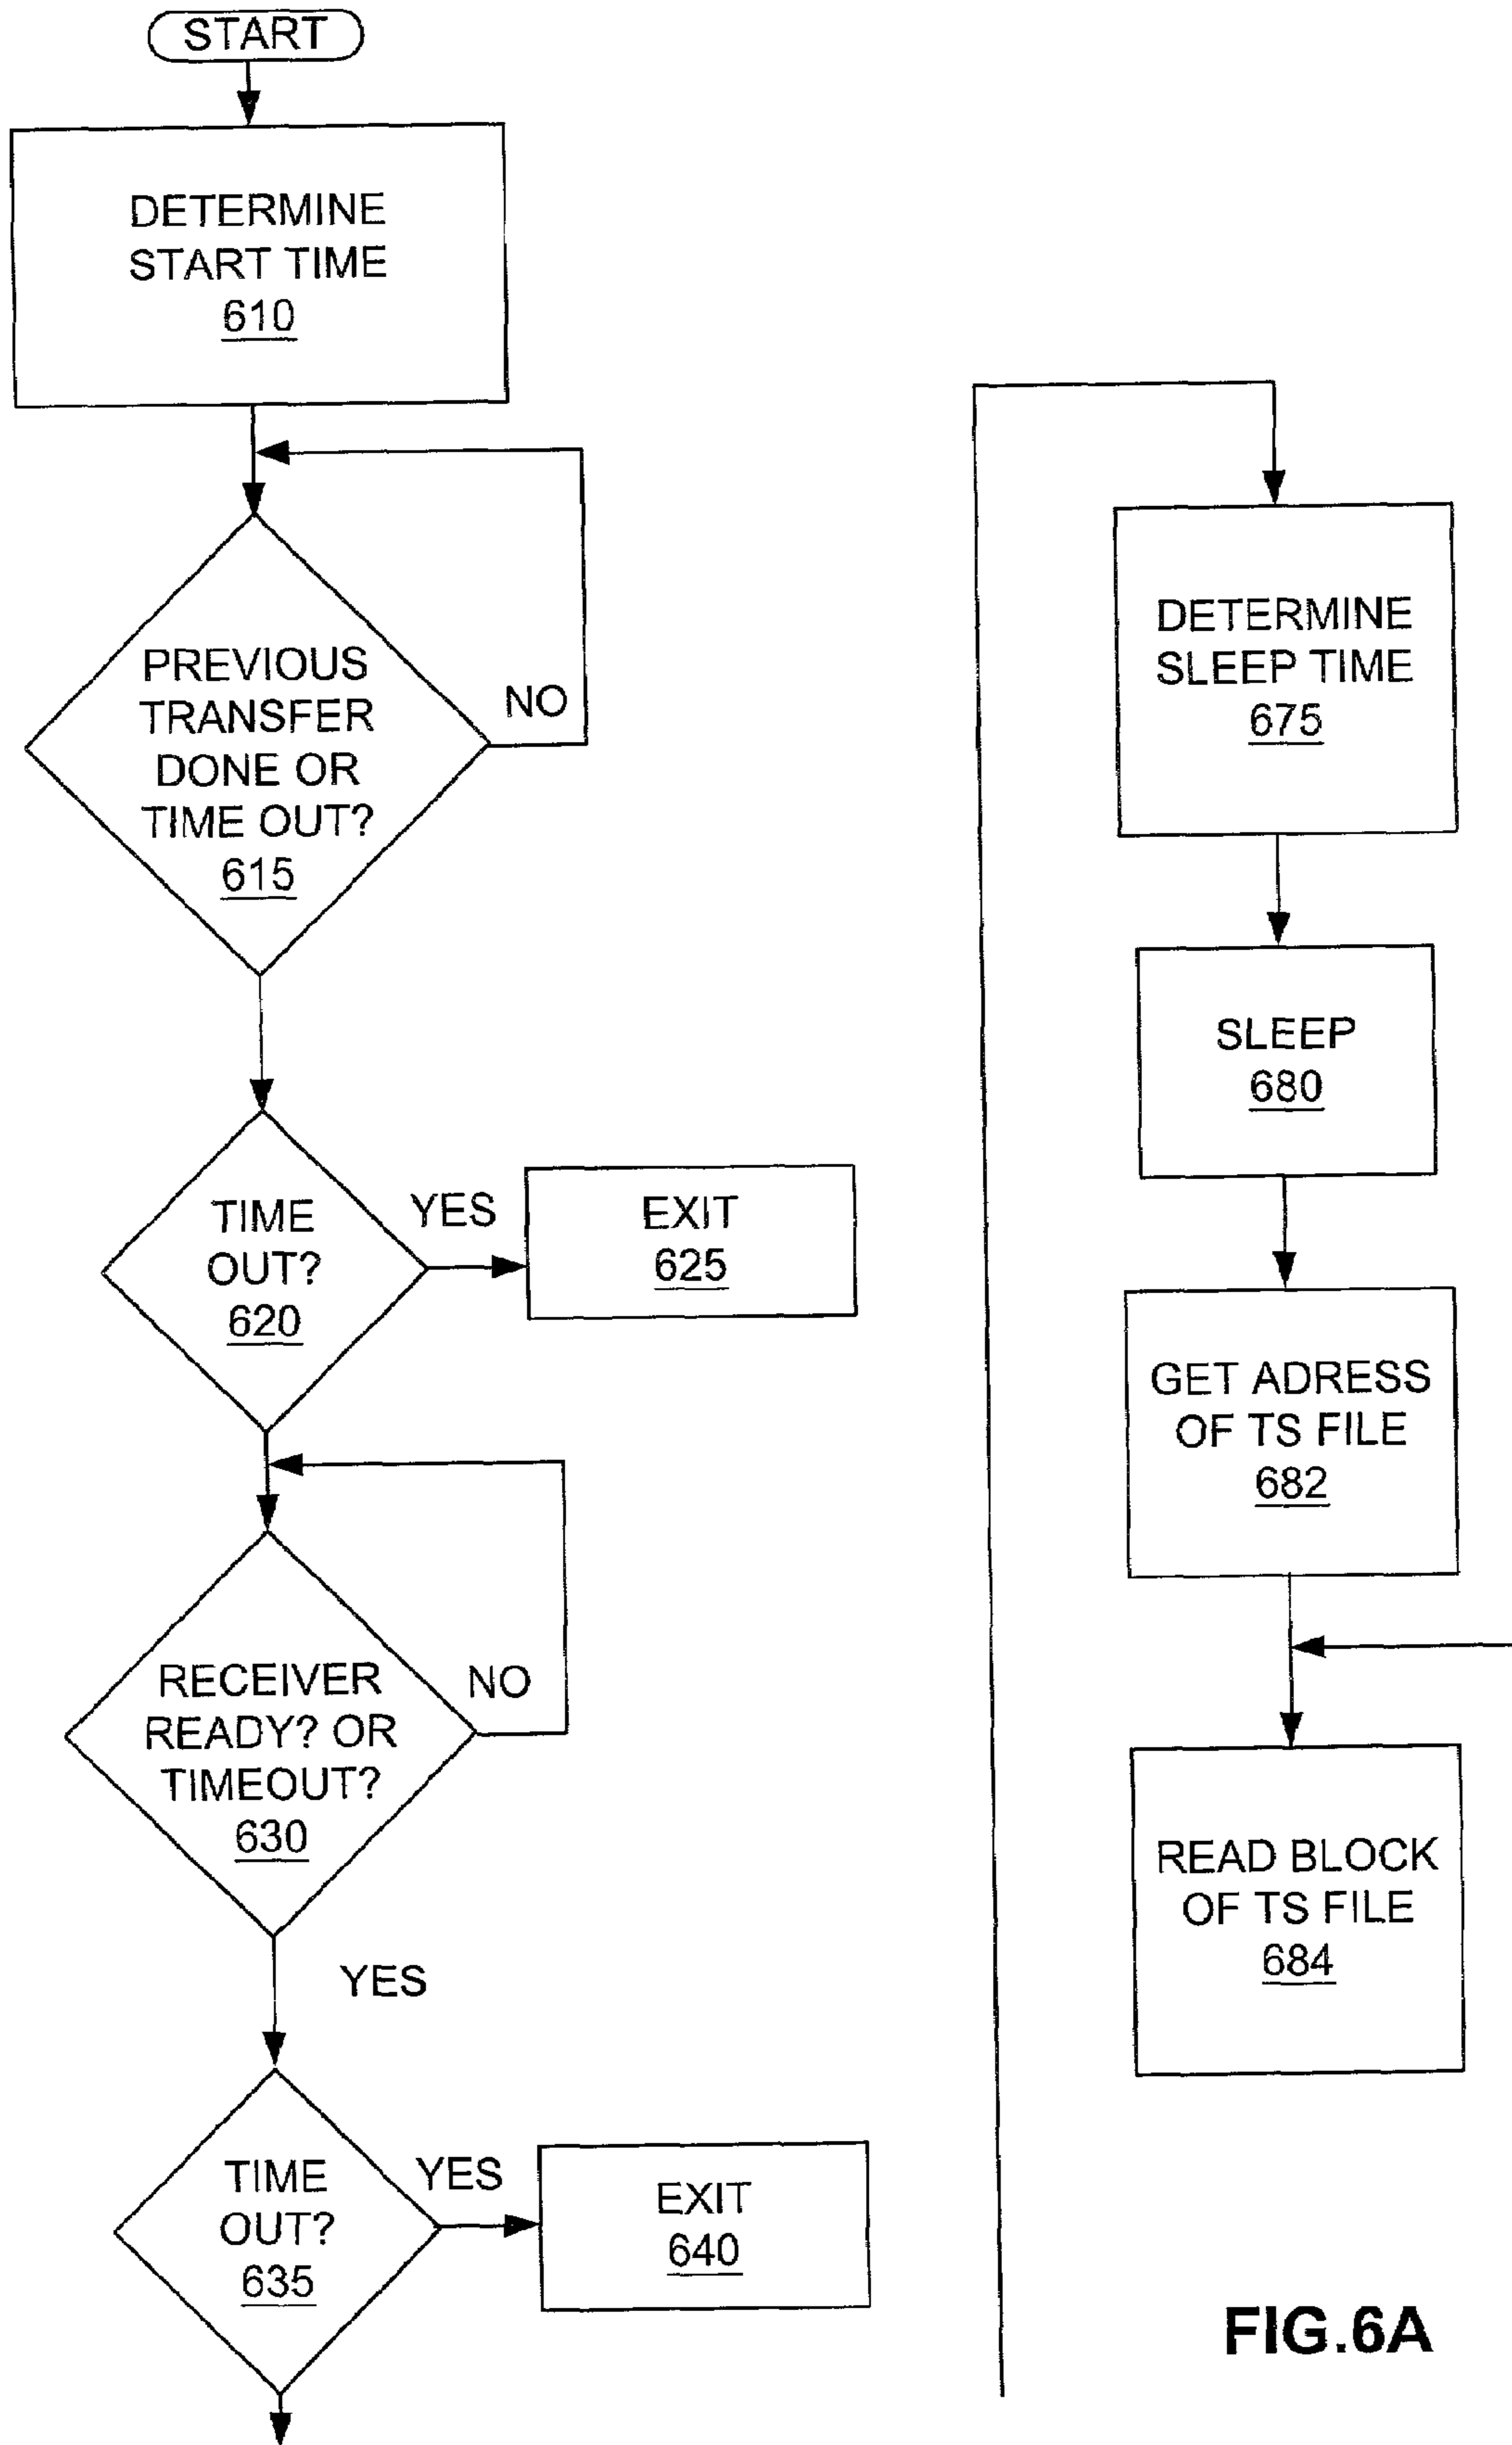 START
DETERMINE
START TIME
610
PREVIOUS
TRANSFER
DONE OR
TIME OUT?
615
NO
TIME
OUT?
620
YES
EXIT
625
RECEIVER
READY? OR
TIMEOUT?
630
NO
YES
TIME
OUT?
635
YES
EXIT
640
DETERMINE
SLEEP TIME
675
SLEEP
680
GET ADRESS
OF TS FILE
682
READ BLOCK
OF TS FILE
684
FIG.6A